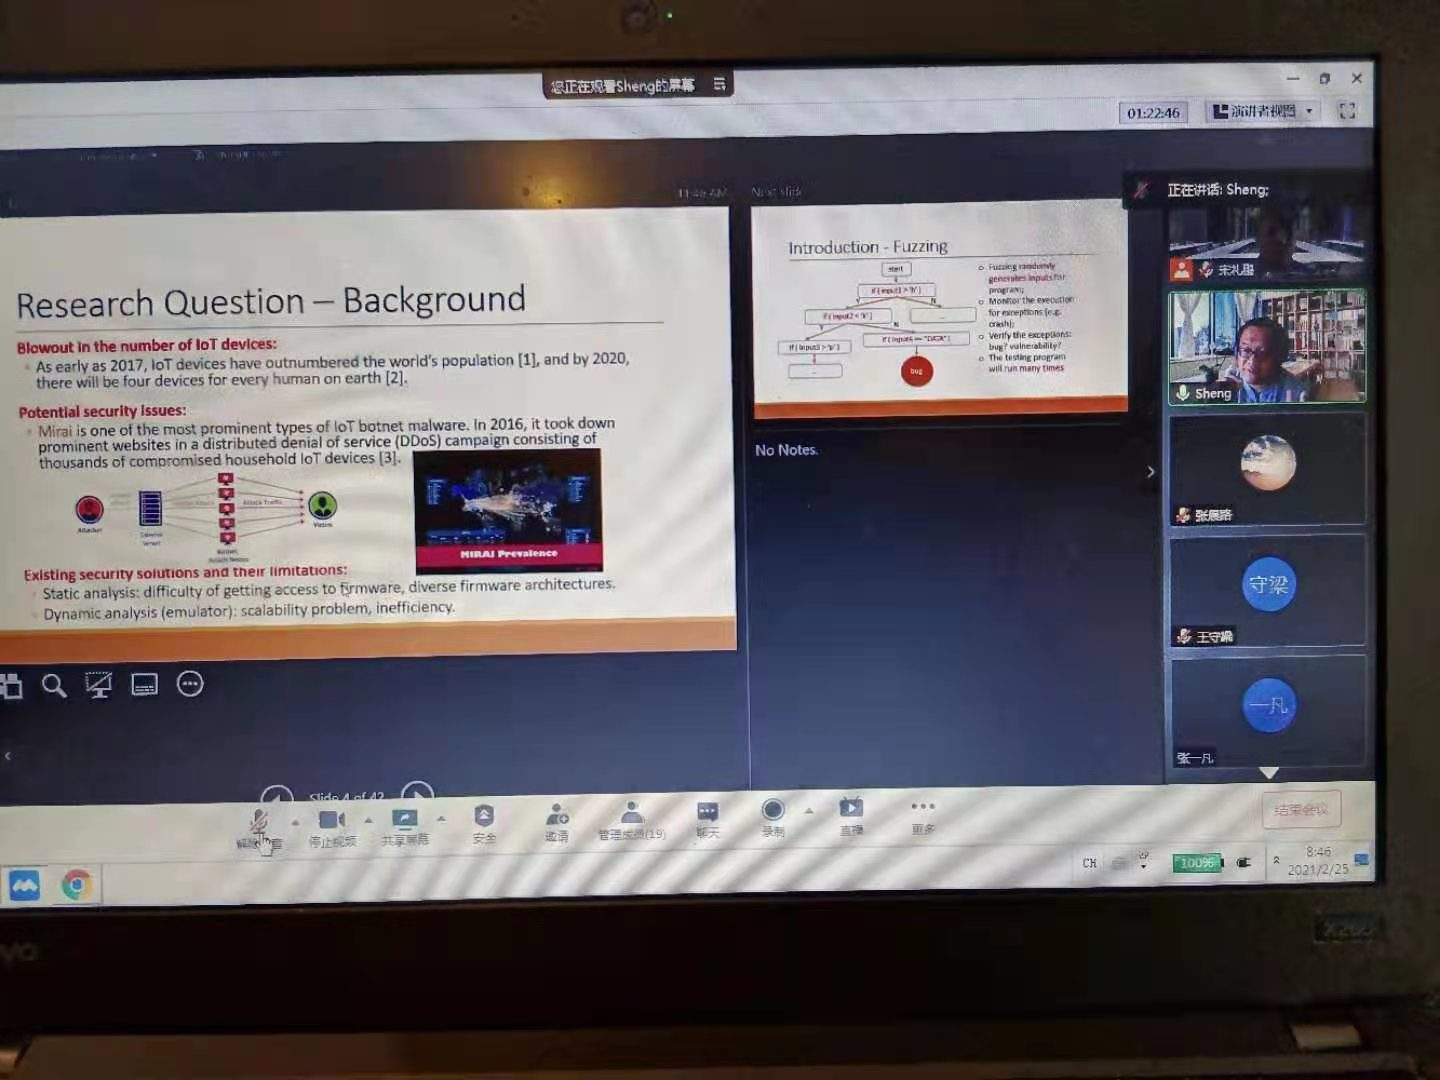 您正在观看Sheng的屏幕
01:22:46
演讲者视图
正在讲话: Sheng;
11:46 AM
Next slide
Research Question – Background
Blowout in the number of IoT devices:
As early as 2017, IoT devices have outnumbered the world's population [1], and by 2020,
there will be four devices for every human on earth [2].
Potential security issues:
Mirai is one of the most prominent types of IoT botnet malware. In 2016, it took down
prominent websites in a distributed denial of service (DDoS) campaign consisting of
thousands of compromised household IoT devices [3].
Attacker
Attack Traffic
Victim
MIRAI Prevalence
Existing security solutions and their limitations:
Static analysis: difficulty of getting access to firmware, diverse firmware architectures.
Dynamic analysis (emulator): scalability problem, inefficiency.
Introduction - Fuzzing
start
bug
Fuzzing randomly
generates inputs for
program;
Monitor the execution
for exceptions (e.g.
crash);
Verify the exceptions:
bug? vulnerability?
The testing program
will run many times
No Notes.
宋礼
Sheng
张晨路
守梁
王守梁
一凡
张一凡
Slide 4 of 42
停止视频
共享屏幕
安全
邀请
管理成员(19)
聊天
录制
直播
更多
结束会议
CH
100%
8:46
2021/2/25